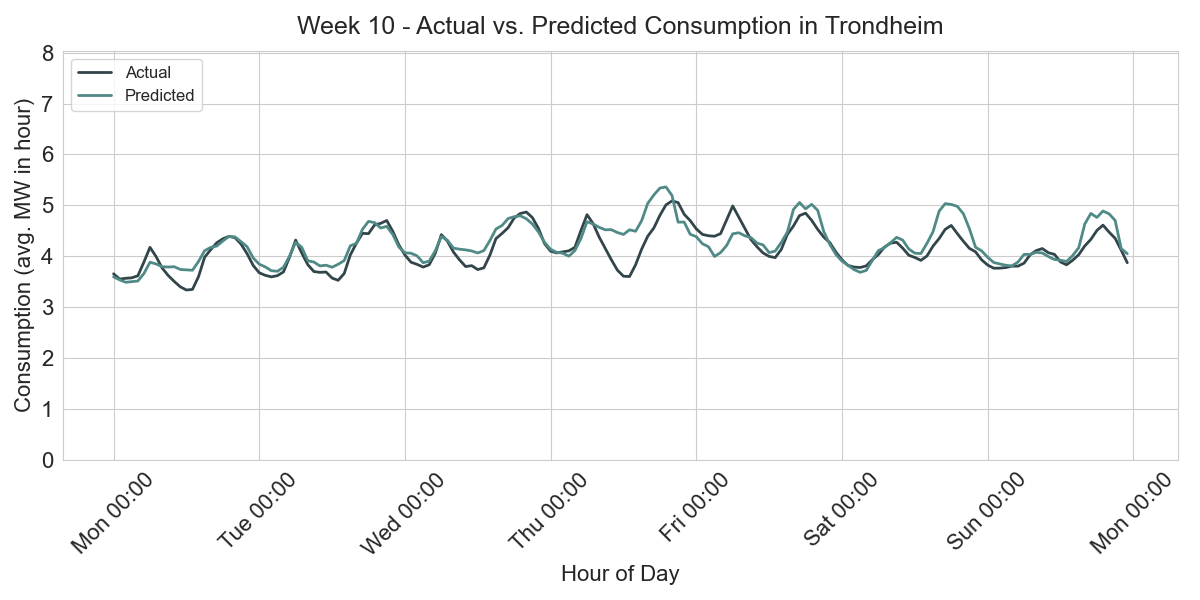 Week 10 - Actual vs. Predicted Consumption in Trondheim
Consumption (avg. MW in hour)
8
7
6
5
4
3
2
1
0
Actual
Predicted
Mon 00:00
Tue 00:00
Wed 00:00
Thu 00:00
Fri 00:00
Sat 00:00
Sun 00:00
Mon 00:00
Hour of Day